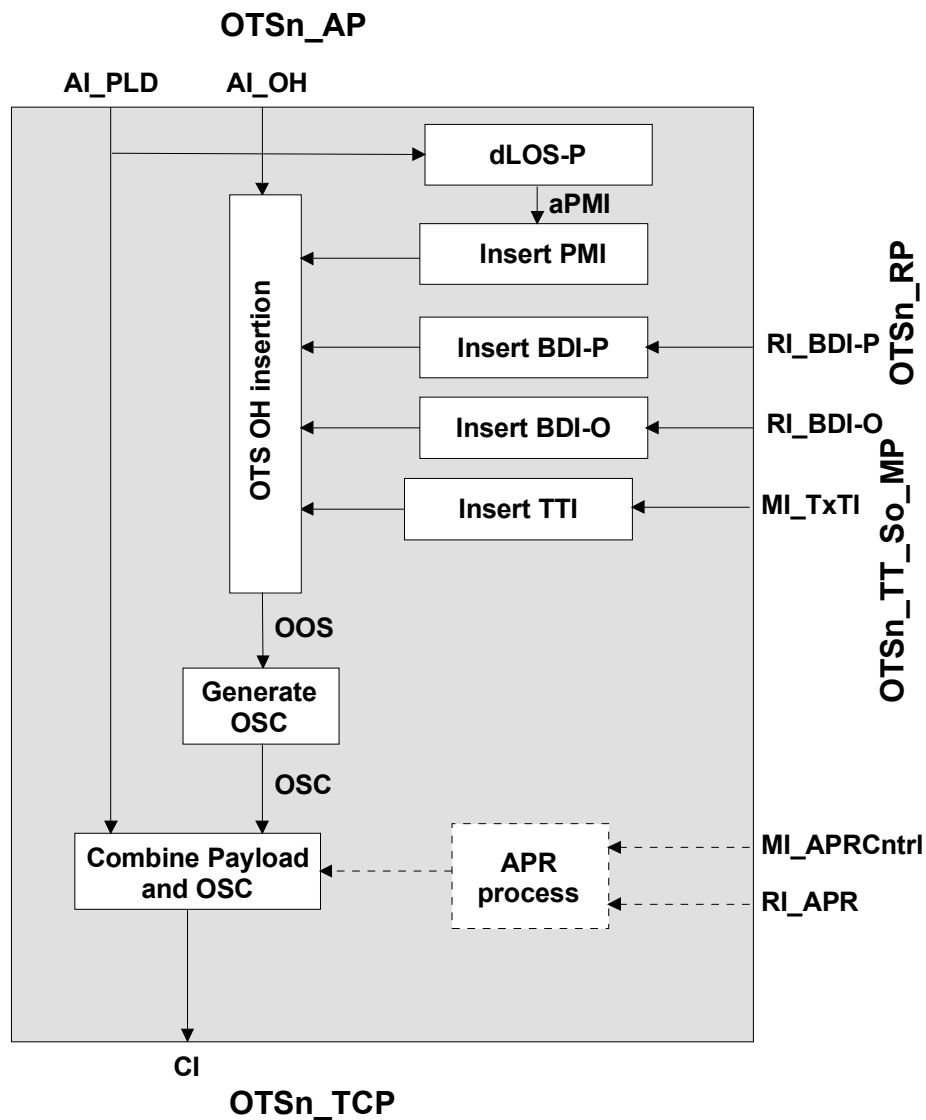 OTSn_AP
AI_PLD
AI_OH
dLOS-P
aPMI
Insert PMI
OTSn_RP
OTS OH insertion
Insert BDI-P
RI_BDI-P
Insert BDI-O
RI_BDI-O
Insert TTI
MI_TxTI
OTSn_TT_So_MP
OOS
Generate
OSC
OSC
Combine Payload
and OSC
APR
process
MI_APRCntrl
RI_APR
CI
OTSn_TCP